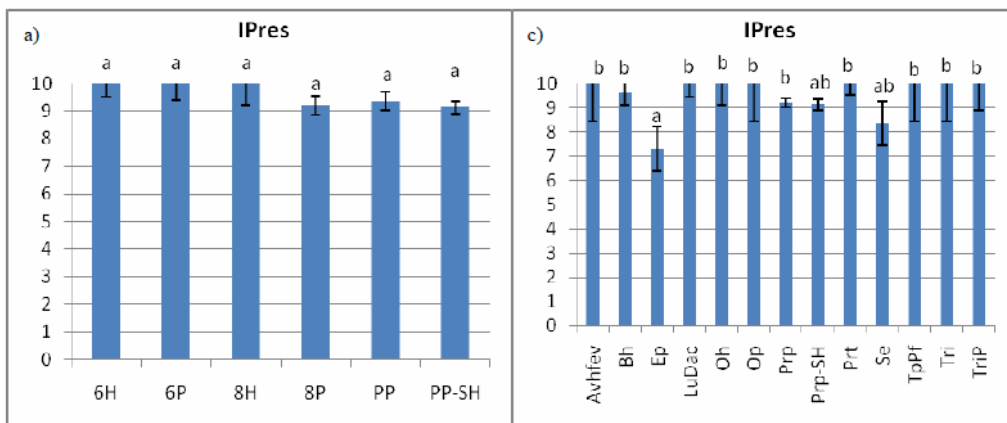 a)
IPres
a
a
a
a
a
a
10
9
8
7
6
5
4
3
2
1
0
6H
6P
8H
8P
PP
PP-SH
c)
IPres
b
b
a
b
b
b
b
ab
b
ab
b
b
b
10
9
8
7
6
5
4
3
2
1
0
Avhfev
Bh
Ep
LuDac
Oh
Op
Prp
Prp-SH
Prt
Se
TpPf
Tri
TriP